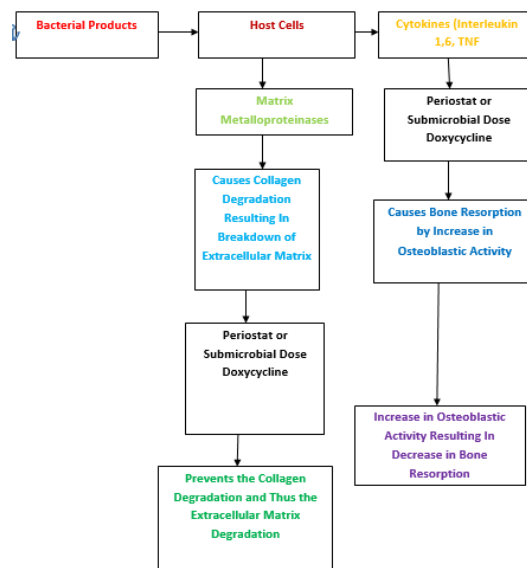 Bacterial Products
Host Cells
Cytokines (Interleukin
1,6, TNF
Matrix
Metalloproteinases
Periostat or
Submicrobial Dose
Doxycycline
Causes Collagen
Degradation
Resulting In
Breakdown of
Extracellular Matrix
Causes Bone Resorption
by Increase in
Osteoblastic Activity
Periostat or
Submicrobial Dose
Doxycycline
Increase in Osteoblastic
Activity Resulting In
Decrease in Bone
Resorption
Prevents the Collagen
Degradation and Thus the
Extracellular Matrix
Degradation